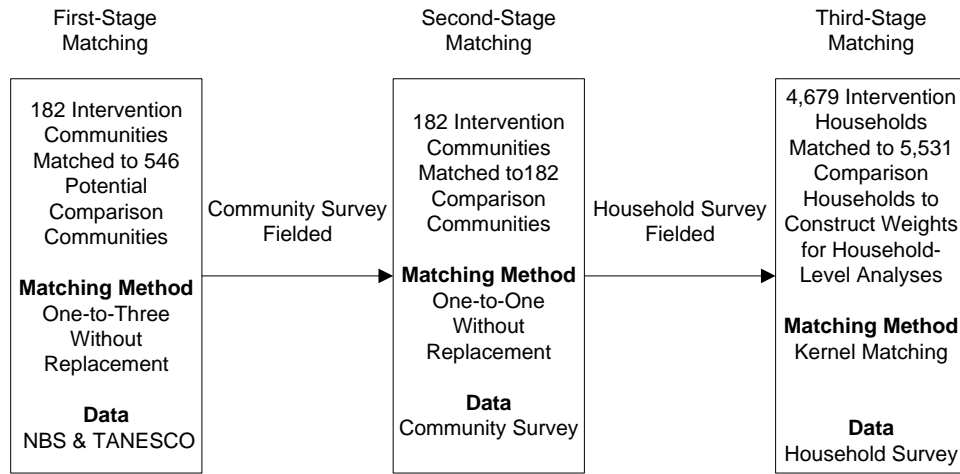 First-Stage
Matching
182 Intervention
Communities
Matched to 546
Potential
Comparison
Communities
Matching Method
One-to-Three
Without
Replacement
Data
NBS & TANESCO
Community Survey
Fielded
Second-Stage
Matching
182 Intervention
Communities
Matched to182
Comparison
Communities
Matching Method
One-to-One
Without
Replacement
Data
Community Survey
Household Survey
Fielded
Third-Stage
Matching
4,679 Intervention
Households
Matched to 5,531
Comparison
Households to
Construct Weights
for Household-
Level Analyses
Matching Method
Kernel Matching
Data
Household Survey